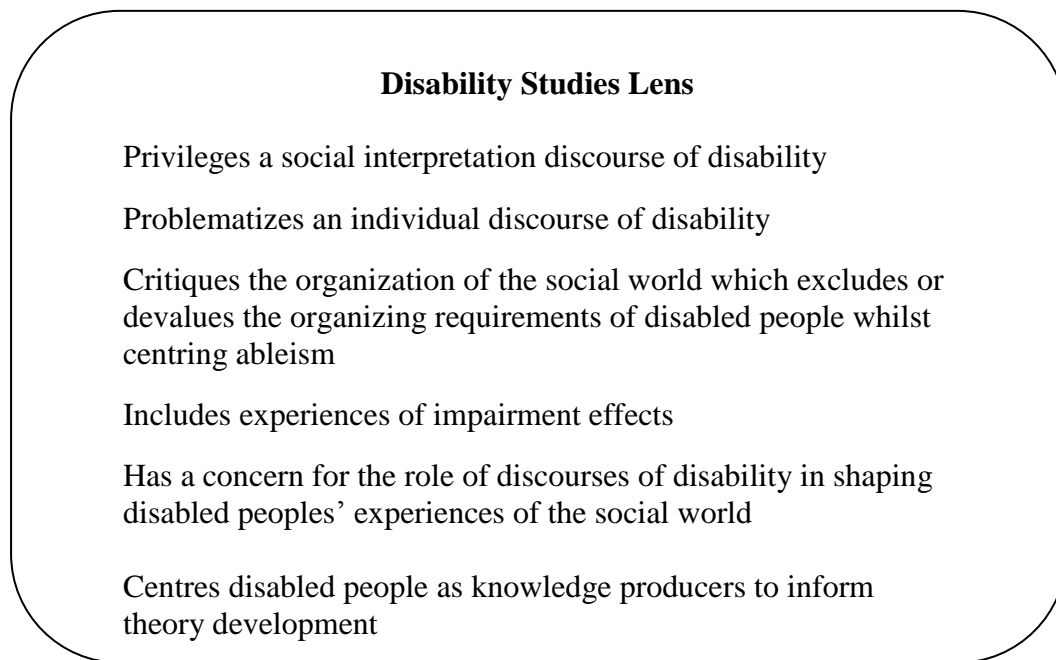 Disability Studies Lens
Privileges a social interpretation discourse of disability
Problematizes an individual discourse of disability
Critiques the organization of the social world which excludes or
devalues the organizing requirements of disabled people whilst
centring ableism
Includes experiences of impairment effects
Has a concern for the role of discourses of disability in shaping
disabled peoples’ experiences of the social world
Centres disabled people as knowledge producers to inform
theory development